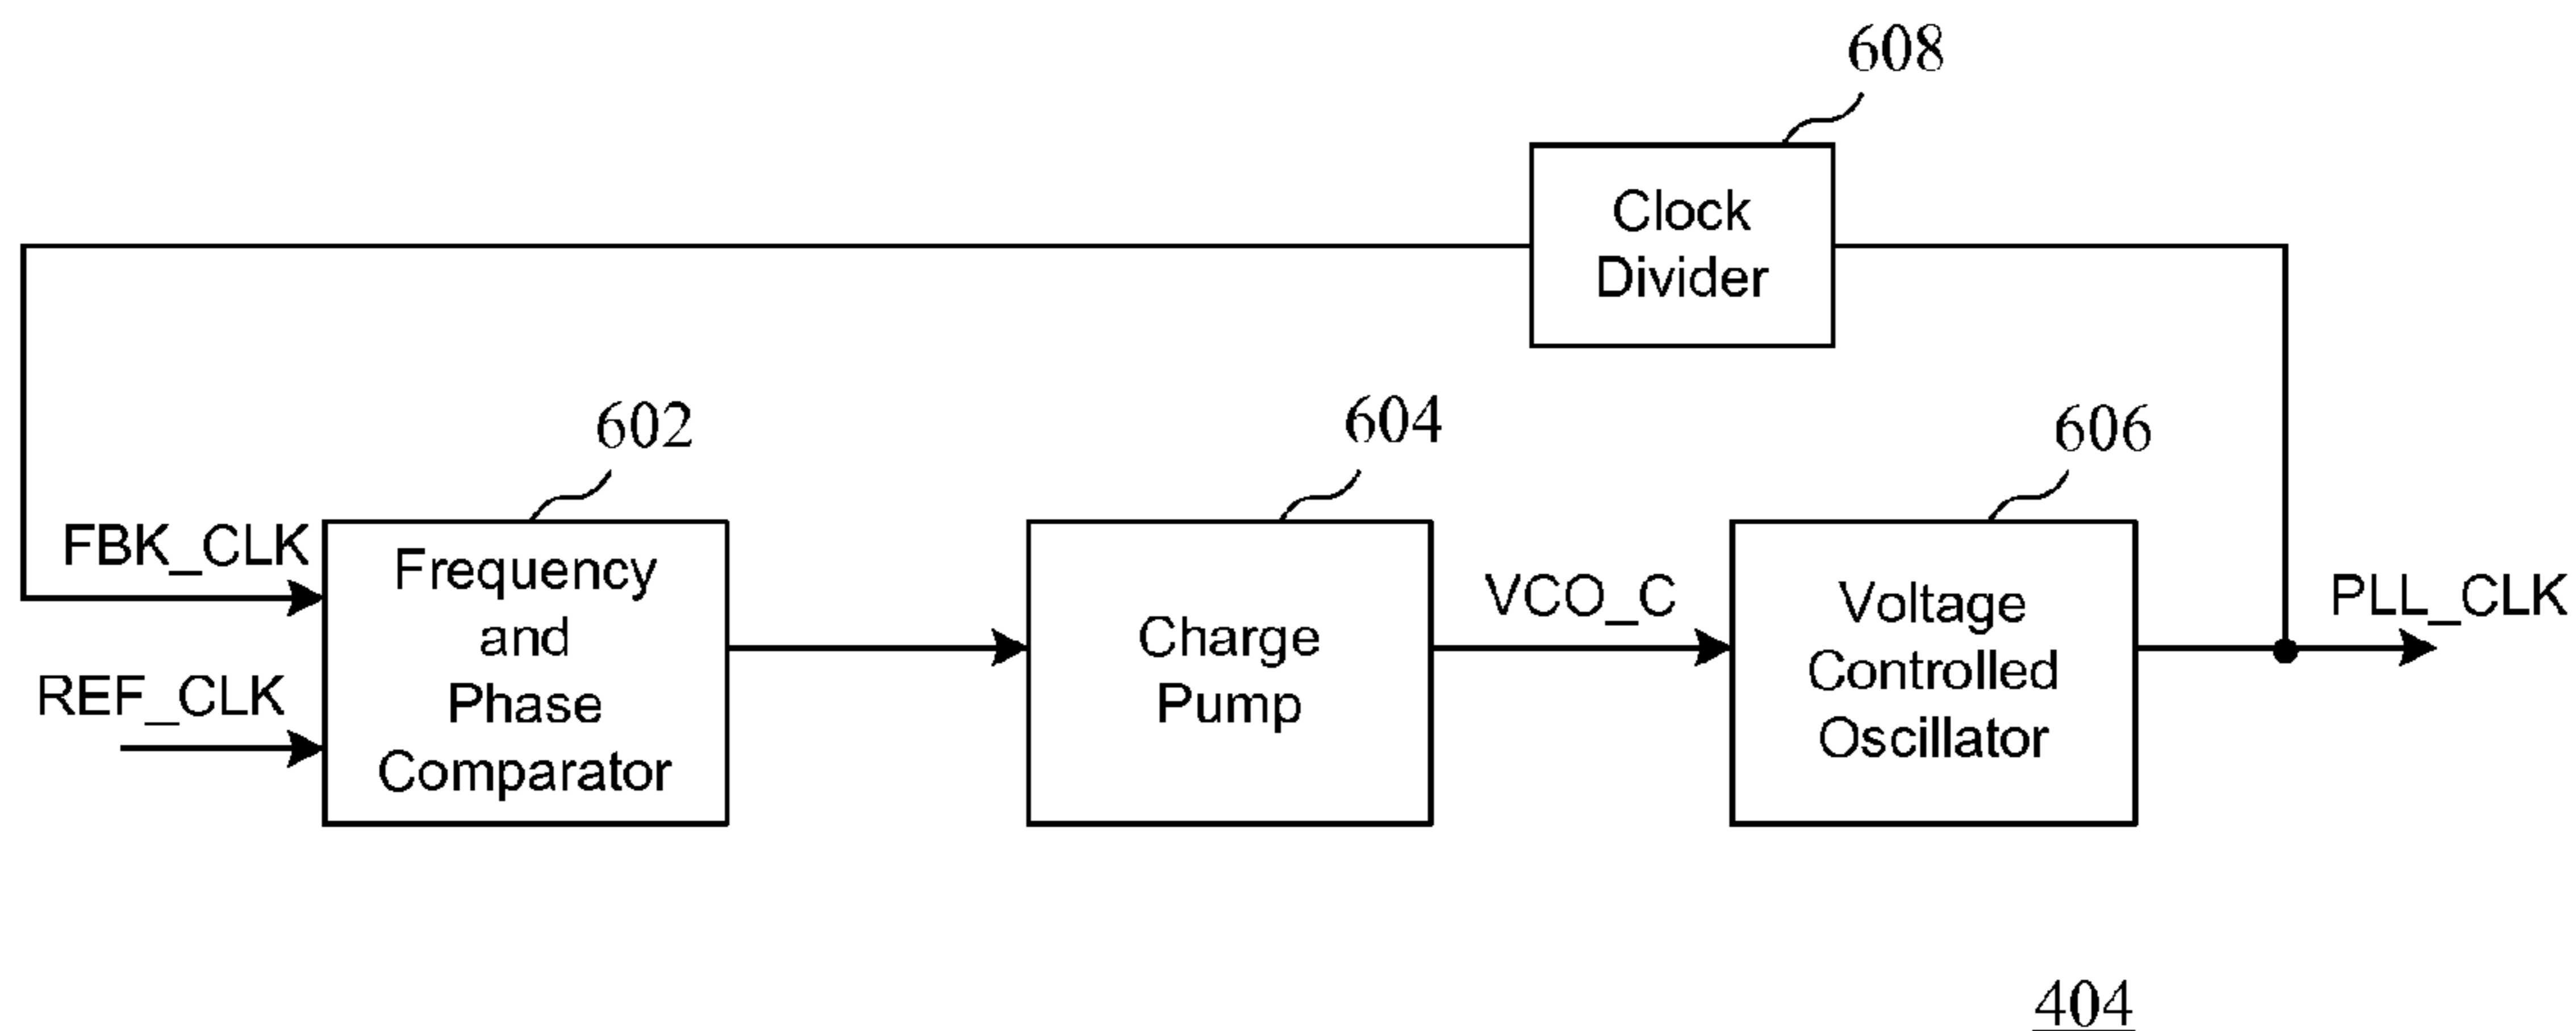 608
Clock
Divider
602
604
606
FBK_CLK
REF_CLK
Frequency
and
Phase
Comparator
Charge
Pump
VCO_C
Voltage
Controlled
Oscillator
PLL_CLK
404